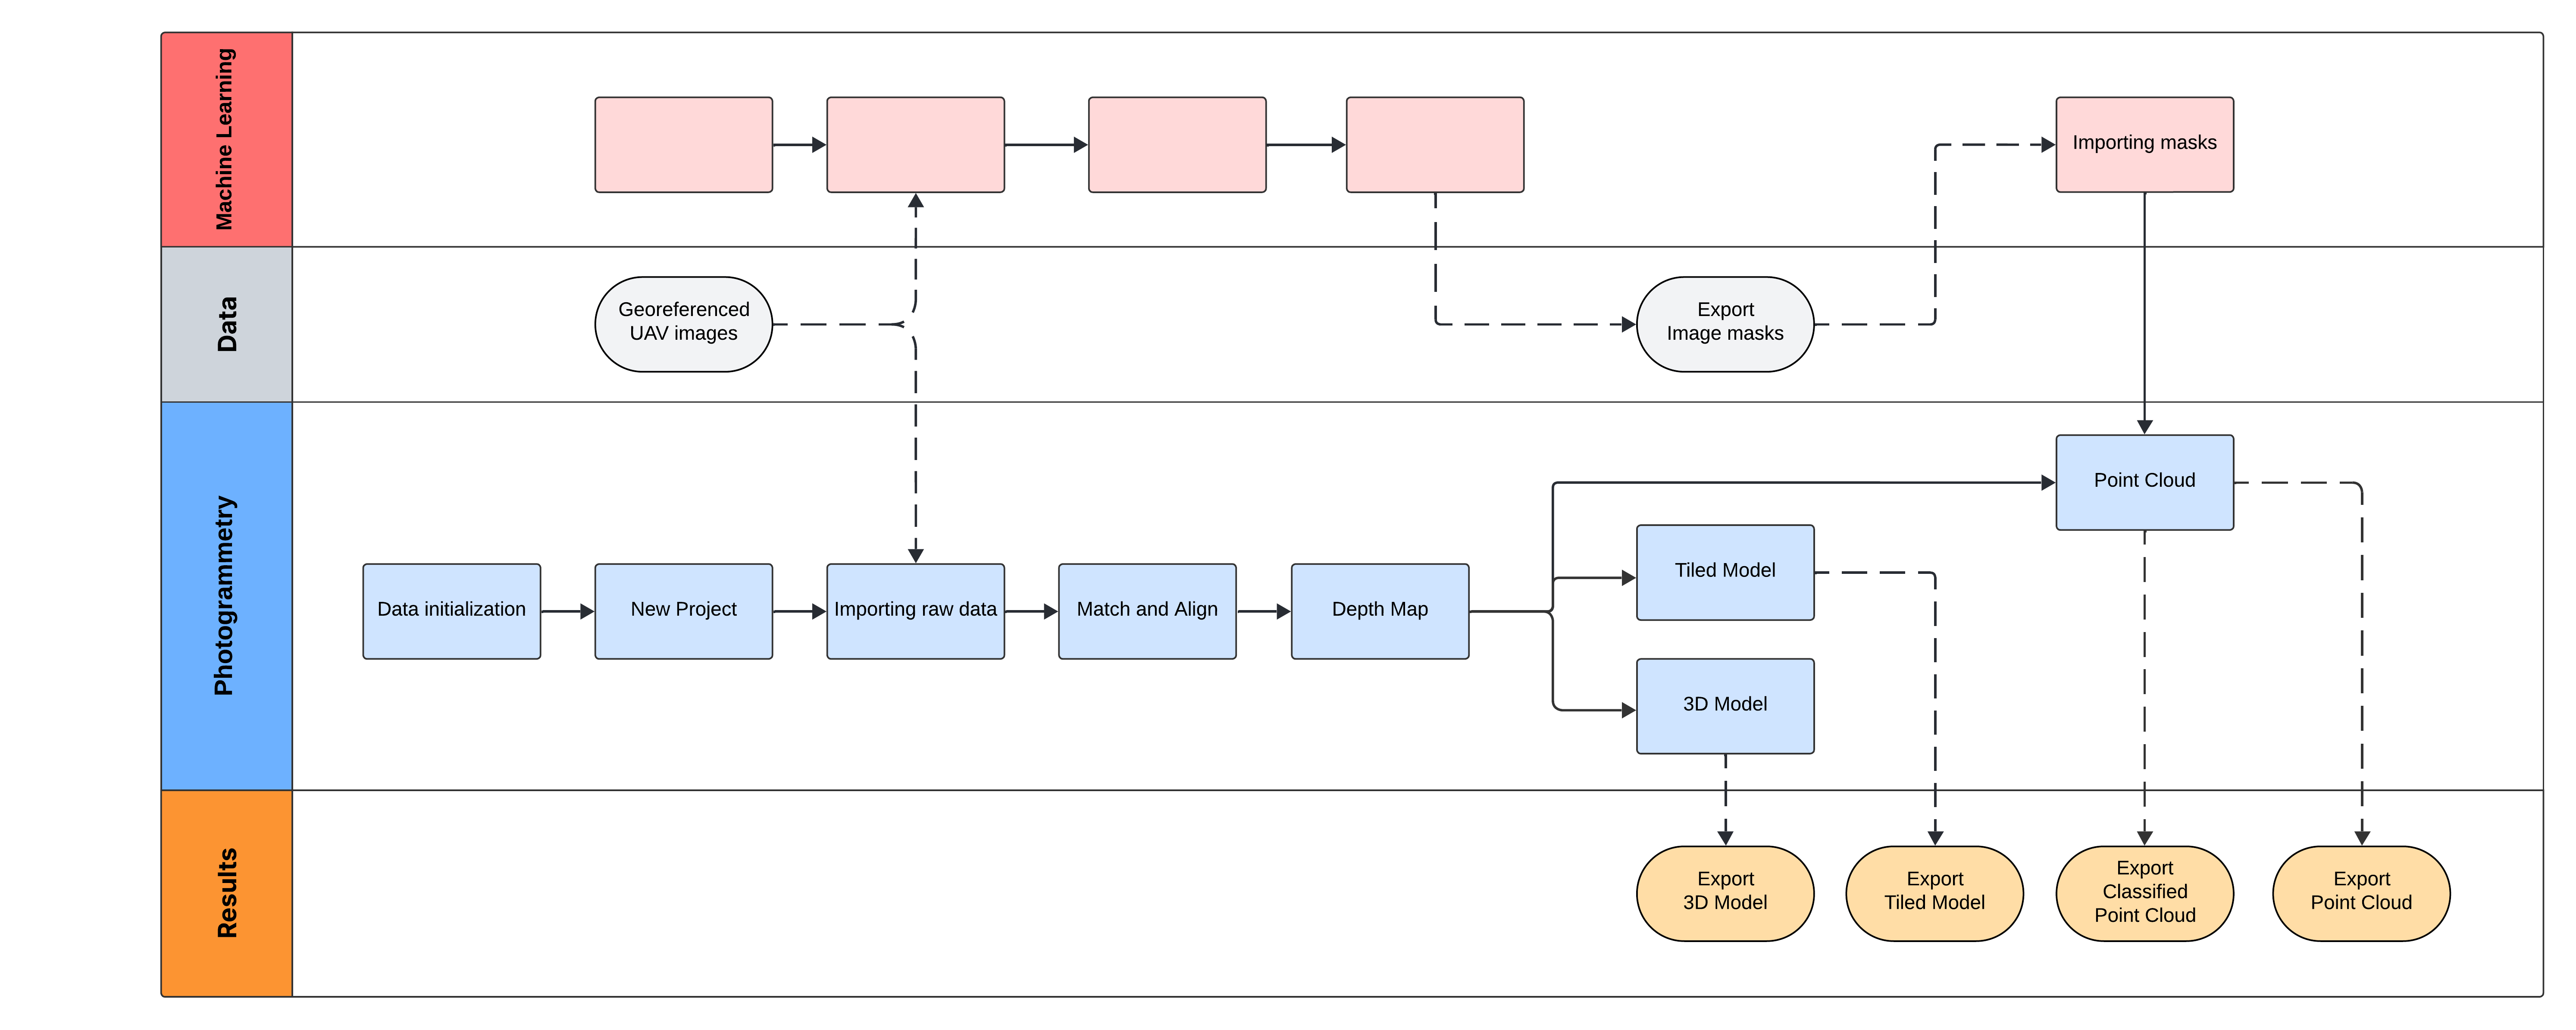 Machine Learning
Importing masks
Data
Georeferenced
UAV images
Export
Image masks
Photogrammetry
Point Cloud
Tiled Model
Data initialization
New Project
Importing raw data
Match and Align
Depth Map
3D Model
Results
Export
3D Model
Export
Tiled Model
Export
Classified
Point Cloud
Export
Point Cloud